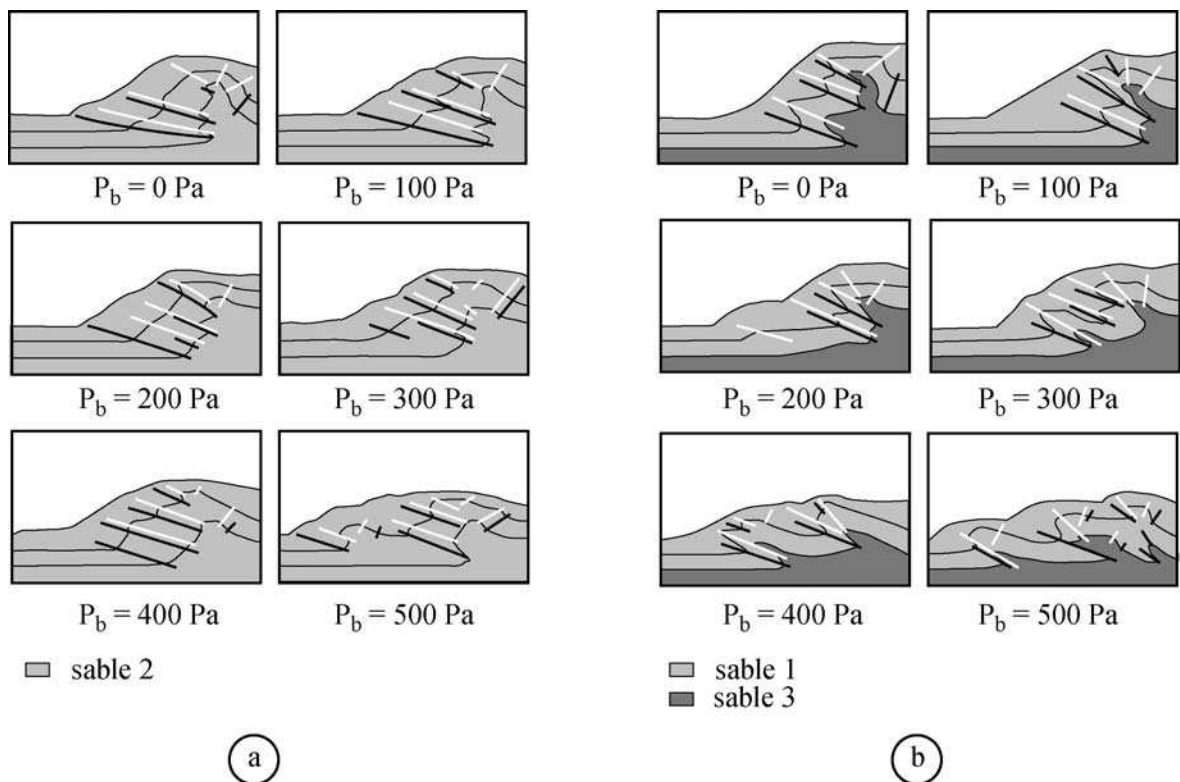 P_b = 0 Pa
P_b = 100 Pa
P_b = 200 Pa
P_b = 300 Pa
P_b = 400 Pa
P_b = 500 Pa
sable 2
a
P_b = 0 Pa
P_b = 100 Pa
P_b = 200 Pa
P_b = 300 Pa
P_b = 400 Pa
P_b = 500 Pa
sable 1
sable 3
b